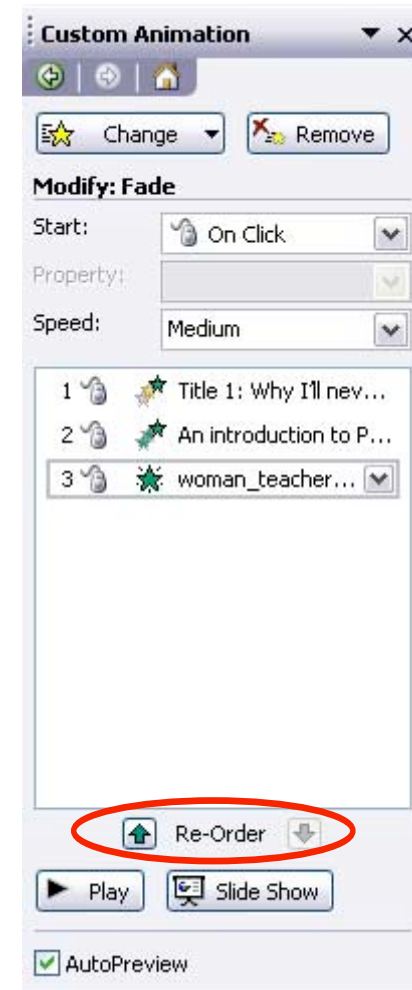 Custom Animation
Change Remove
Modify: Fade
Start: On Click
Property:
Speed: Medium
1 Title 1: Why I'll nev...
2 An introduction to P...
3 woman_teacher...
Re-Order
Play Slide Show
AutoPreview